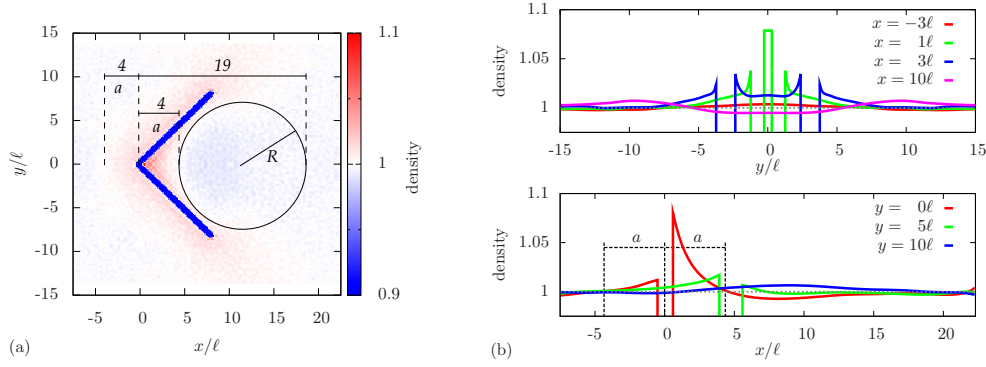 15
10
5
0
-5
-10
-15
y/ℓ
-5 0 5 10 15 20
x/ℓ
4 19
a
4
a
R
1.1
1
0.9
density
(a)
1.1
1.05
1
density
x = −3ℓ
x = 1ℓ
x = 3ℓ
x = 10ℓ
-15 -10 -5 0 5 10 15
y/ℓ
1.1
1.05
1
density
y = 0ℓ
y = 5ℓ
y = 10ℓ
a a
-5 0 5 10 15 20
x/ℓ
(b)